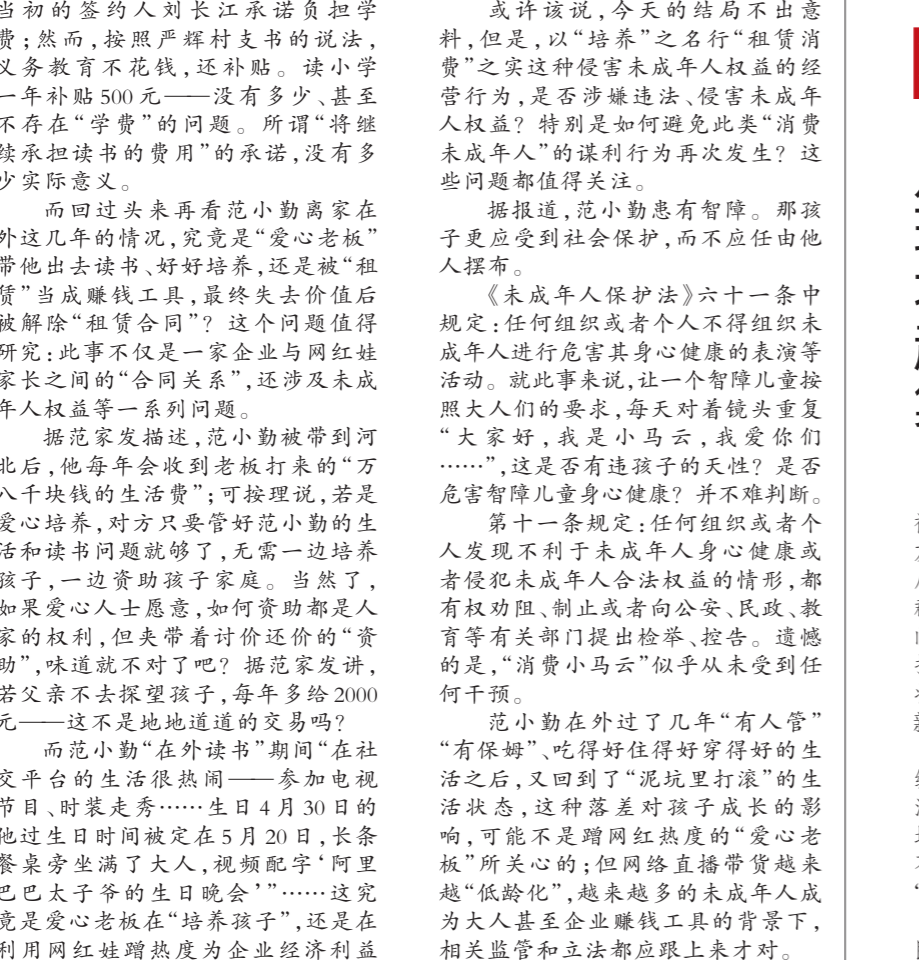 当初的签约人刘长江承诺负担学
费；然而，按照严辉村支书的说法，
义务教育不花钱，还补贴。读小学
一年补贴500元——没有多少、甚至
不存在“学费”的问题。所谓“将继
续承担读书的费用”的承诺，没有多
少实际意义。
而回过头来再看范小勤离家在
外这几年的情况，究竟是“爱心老板”
带他出去读书、好好培养，还是被“租
赁”当成赚钱工具，最终失去价值后
被解除“租赁合同”？这个问题值得
研究：此事不仅是一家企业与网红娃
家长之间的“合同关系”，还涉及未成
年人权益等一系列问题。
据范家发描述，范小勤被带到河
北后，他每年会收到老板打来的“万
八千块钱的生活费”；可按理说，若是
爱心培养，对方只要管好范小勤的生
活和读书问题就够了，无需一边培养
孩子，一边资助孩子家庭。当然了，
如果爱心人士愿意，如何资助都是人
家的权利，但夹带着讨价还价的“资
助”，味道就不对了吧？据范家发讲，
若父亲不去探望孩子，每年多给2000
元——这不是地地道道的交易吗？
而范小勤“在外读书”期间“在社
交平台的生活很热闹——参加电视
节目、时装走秀……生日4月30日的
他过生日时间被定在5月20日，长条
餐桌旁坐满了大人，视频配字‘阿里
巴巴太子爷的生日晚会’”……这究
竟是爱心老板在“培养孩子”，还是在
利用网红娃蹭热度为企业经济利益
或许该说，今天的结局不出意
料，但是，以“培养”之名行“租赁消
费”之实这种侵害未成年人权益的经
营行为，是否涉嫌违法、侵害未成年
人权益？特别是如何避免此类“消费
未成年人”的谋利行为再次发生？这
些问题都值得关注。
据报道，范小勤患有智障。那孩
子更应受到社会保护，而不应任由他
人摆布。
《未成年人保护法》六十一条中
规定：任何组织或者个人不得组织未
成年人进行危害其身心健康的表演等
活动。就此事来说，让一个智障儿童按
照大人们的要求，每天对着镜头重复
“大家好，我是小马云，我爱你们
……”，这是否有违孩子的天性？是否
危害智障儿童身心健康？并不难判断。
第十一条规定：任何组织或者个
人发现不利于未成年人身心健康或
者侵犯未成年人合法权益的情形，都
有权劝阻、制止或者向公安、民政、教
育等有关部门提出检举、控告。遗憾
的是，“消费小马云”似乎从未受到任
何干预。
范小勤在外过了几年“有人管”
“有保姆”、吃得好住得好穿得好的生
活之后，又回到了“泥坑里打滚”的生
活状态，这种落差对孩子成长的影
响，可能不是蹭网红热度的“爱心老
板”所关心的；但网络直播带货越来
越“低龄化”，越来越多的未成年人成
为大人甚至企业赚钱工具的背景下，
相关监管和立法都应跟上来才对。